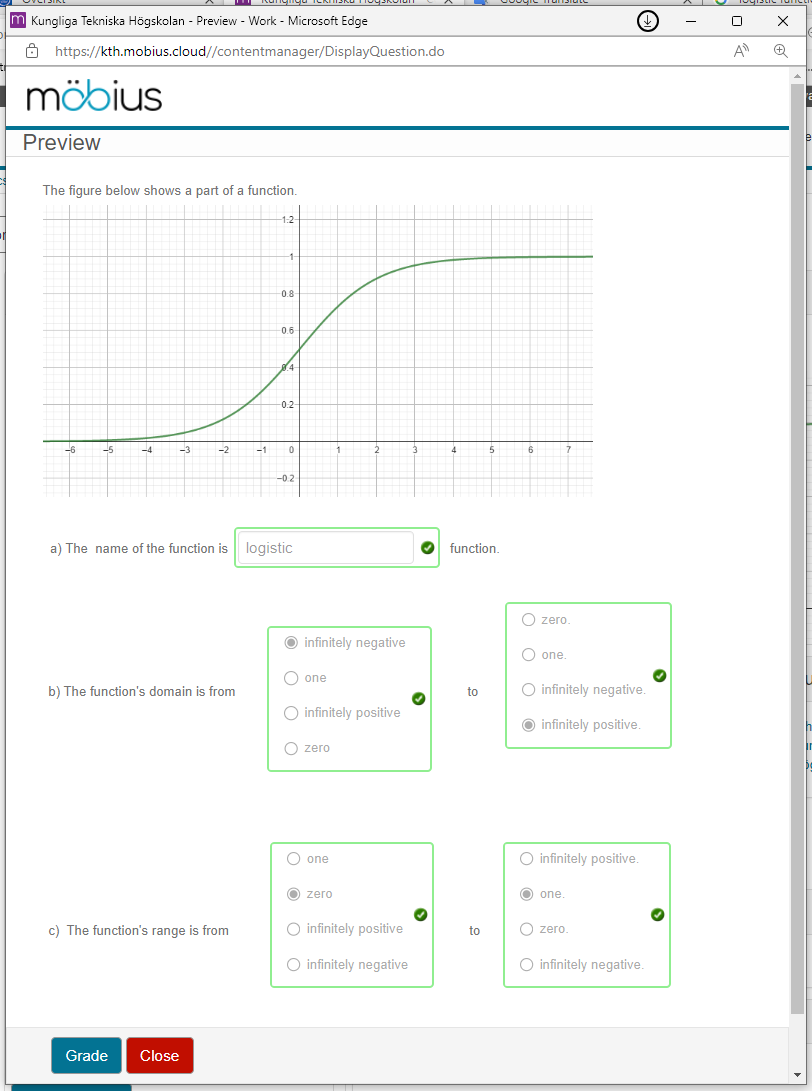 Kungliga Tekniska Högskolan - Preview - Work - Microsoft Edge
https://kth.mobius.cloud//contentmanager/DisplayQuestion.do
möbius
Preview
The figure below shows a part of a function.
1.2
1
0.8
0.6
0.4
0.2
−6 −5 −4 −3 −2 −1 0 1 2 3 4 5 6 7
−0.2
a) The name of the function is logistic function.
b) The function's domain is from
infinitely negative
one
infinitely positive
zero
to
zero.
one.
infinitely negative.
infinitely positive.
c) The function's range is from
one
zero
infinitely positive
infinitely negative
to
infinitely positive.
one.
zero.
infinitely negative.
Grade Close